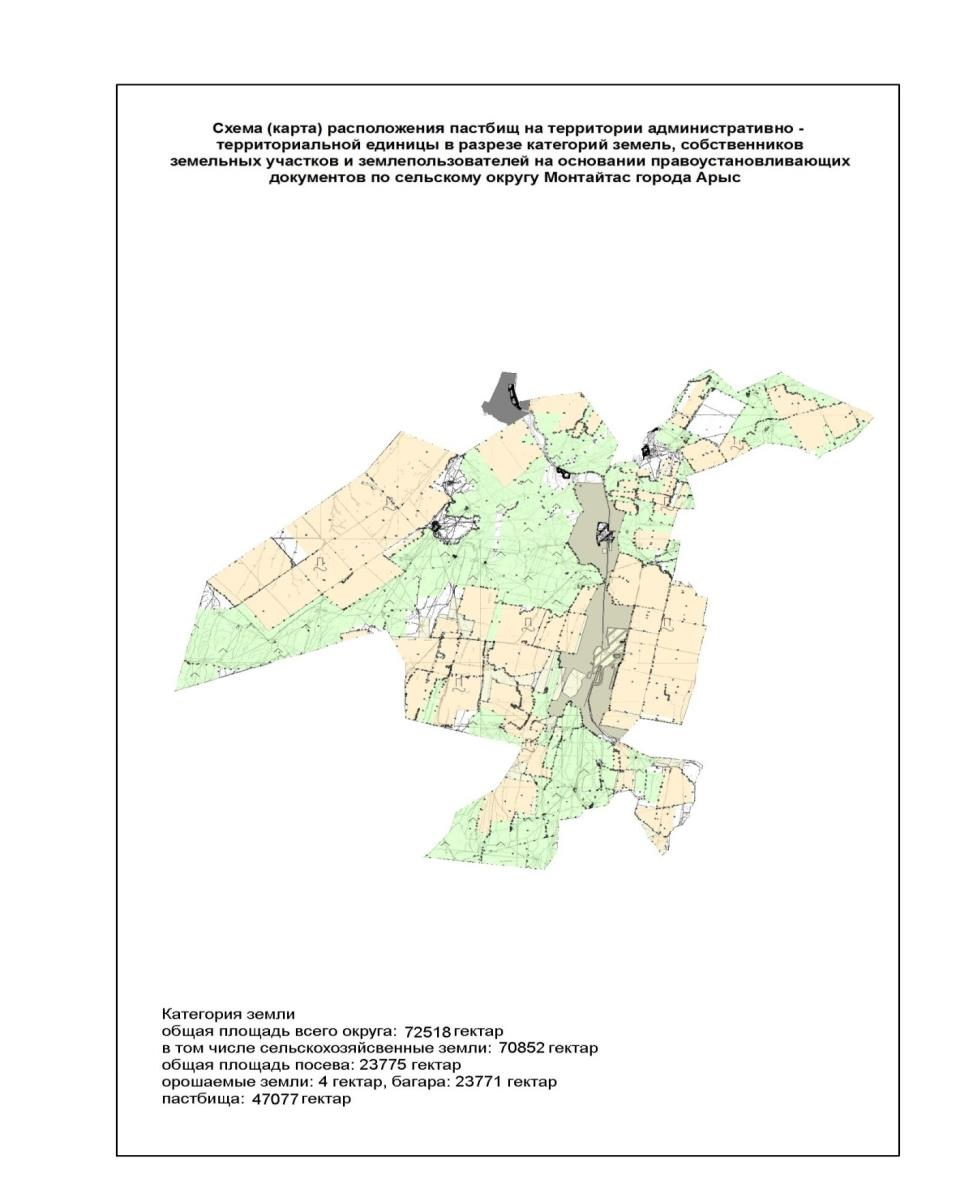 Схема (карта) расположения пастбищ на территории административно -
территориальной единицы в разрезе категорий земель, собственников
земельных участков и землепользователей на основании правоустановливающих
документов по сельскому округу Монтайтас города Арыс
Категория земли
общая площадь всего округа: 72518 гектар
в том числе сельскохозяйсвенные земли: 70852 гектар
общая площадь посева: 23775 гектар
орошаемые земли: 4 гектар, багара: 23771 гектар
пастбища: 47077 гектар